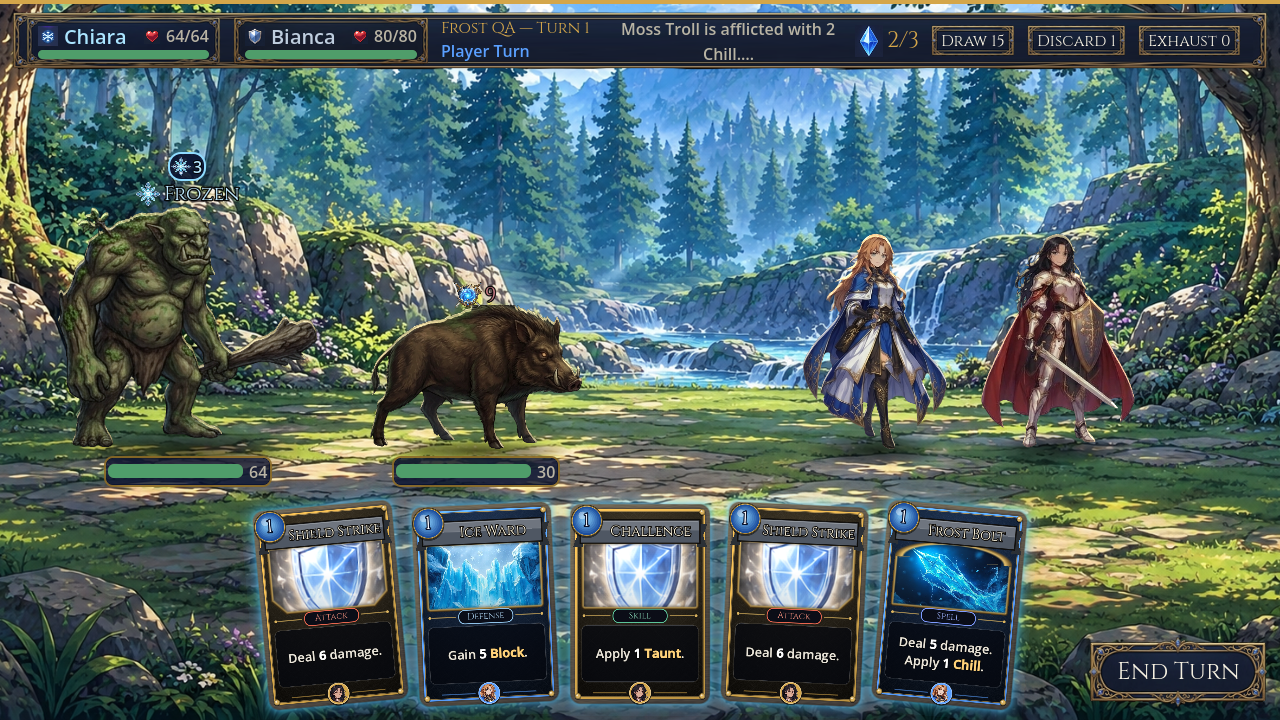 Chiara 64/64
Bianca 80/80
FROST QA — TURN 1
Player Turn
Moss Troll is afflicted with 2
Chill....
2/3
DRAW 15
DISCARD 1
EXHAUST 0
3
FROZEN
9
64
30
1
SHIELD STRIKE
ATTACK
Deal 6 damage.
1
ICE WARD
DEFENSE
Gain 5 Block.
1
CHALLENGE
SKILL
Apply 1 Taunt.
1
SHIELD STRIKE
ATTACK
Deal 6 damage.
1
FROST BOLT
SPELL
Deal 5 damage.
Apply 1 Chill.
END TURN